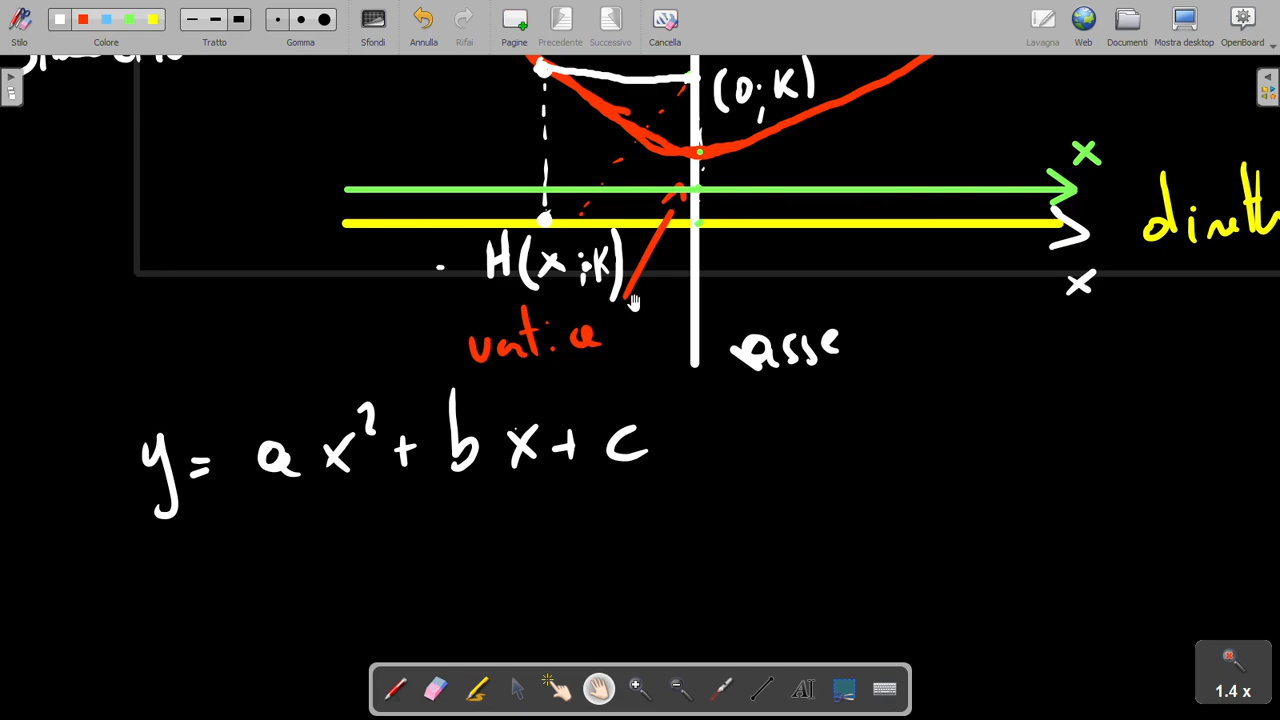 Stilo
Colore
Tratto
Gomma
Sfondi
Annulla
Rifai
Pagine
Precedente
Successivo
Cancella
Lavagna
Web
Documenti
Mostra desktop
OpenBoard
(0;K)
x
dirett
H(x;K)
x
vertice
asse
y = ax²+bx+c
1.4 x